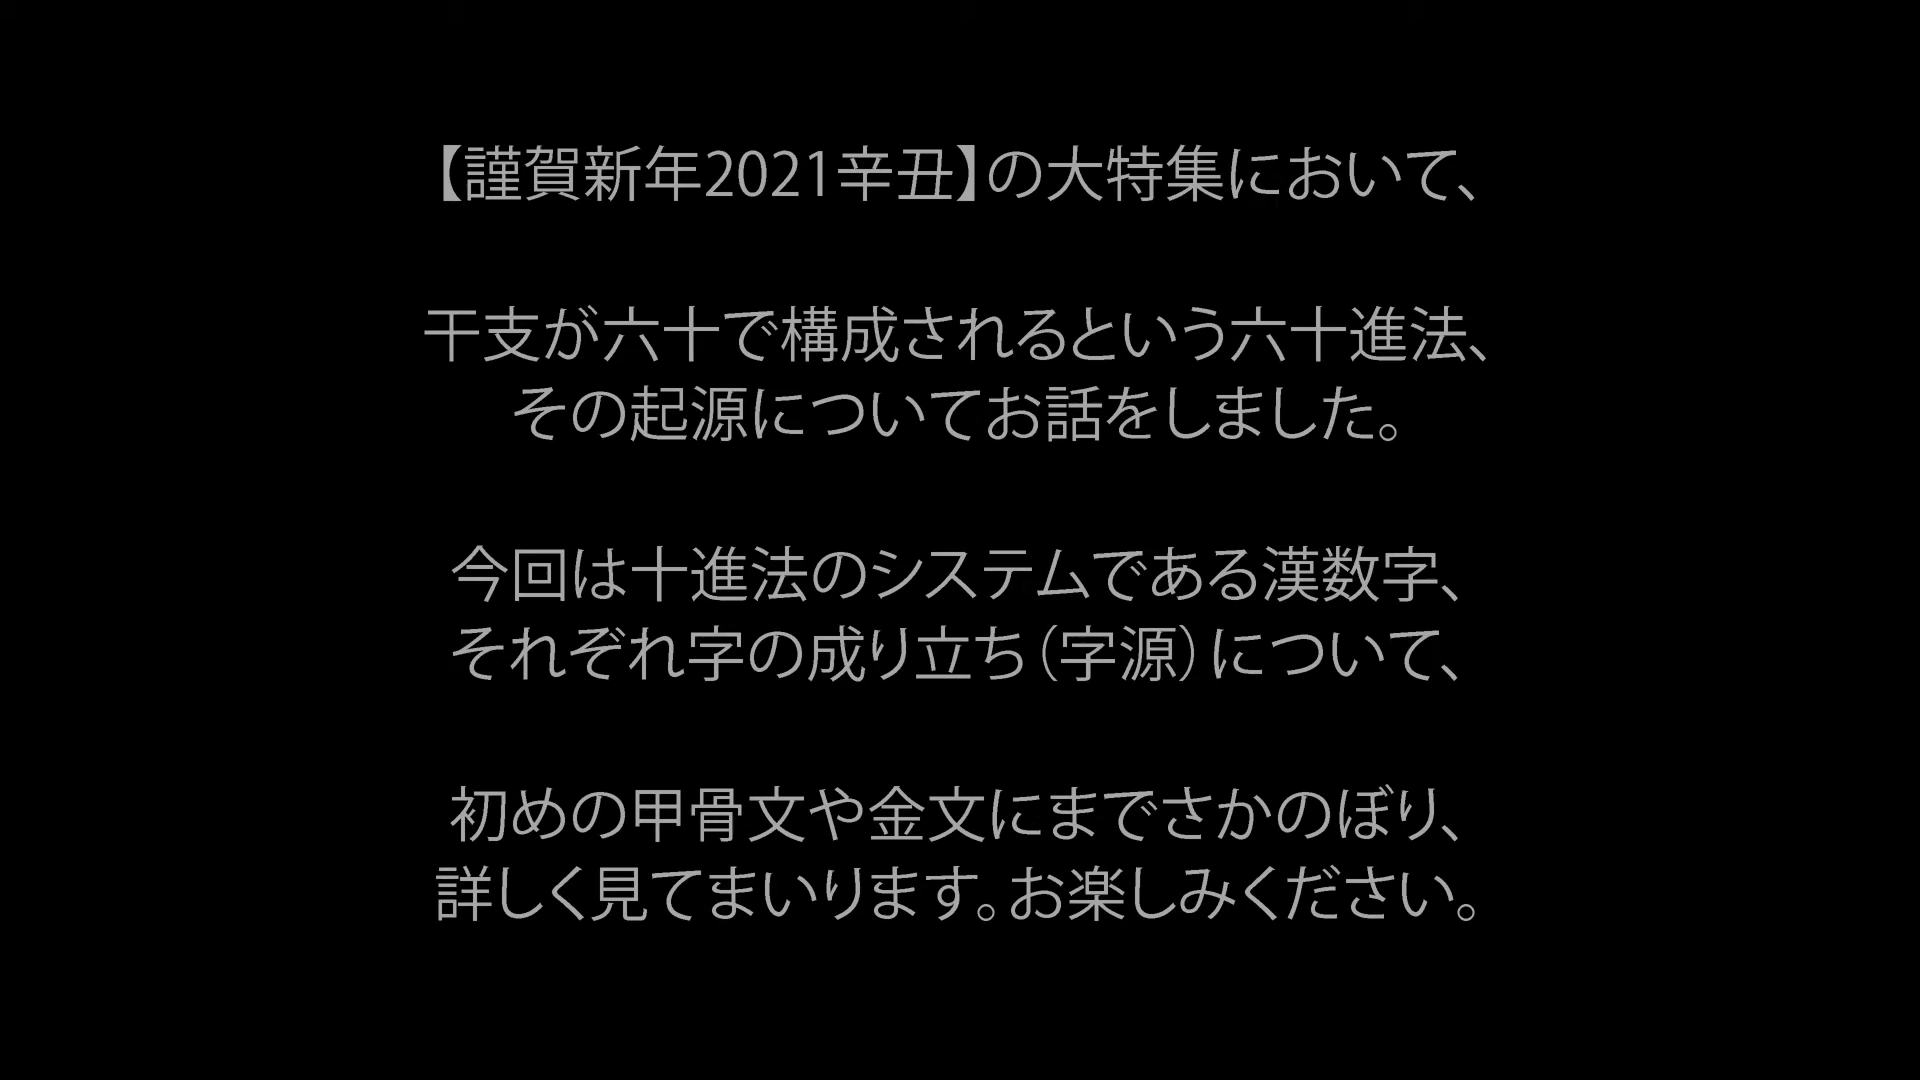 【謹賀新年2021辛丑】の大特集において、
干支が六十で構成されるという六十進法、
その起源についてお話をしました。
今回は十進法のシステムである漢数字、
それぞれ字の成り立ち（字源）について、
初めの甲骨文や金文にまでさかのぼり、
詳しく見てまいります。お楽しみください。